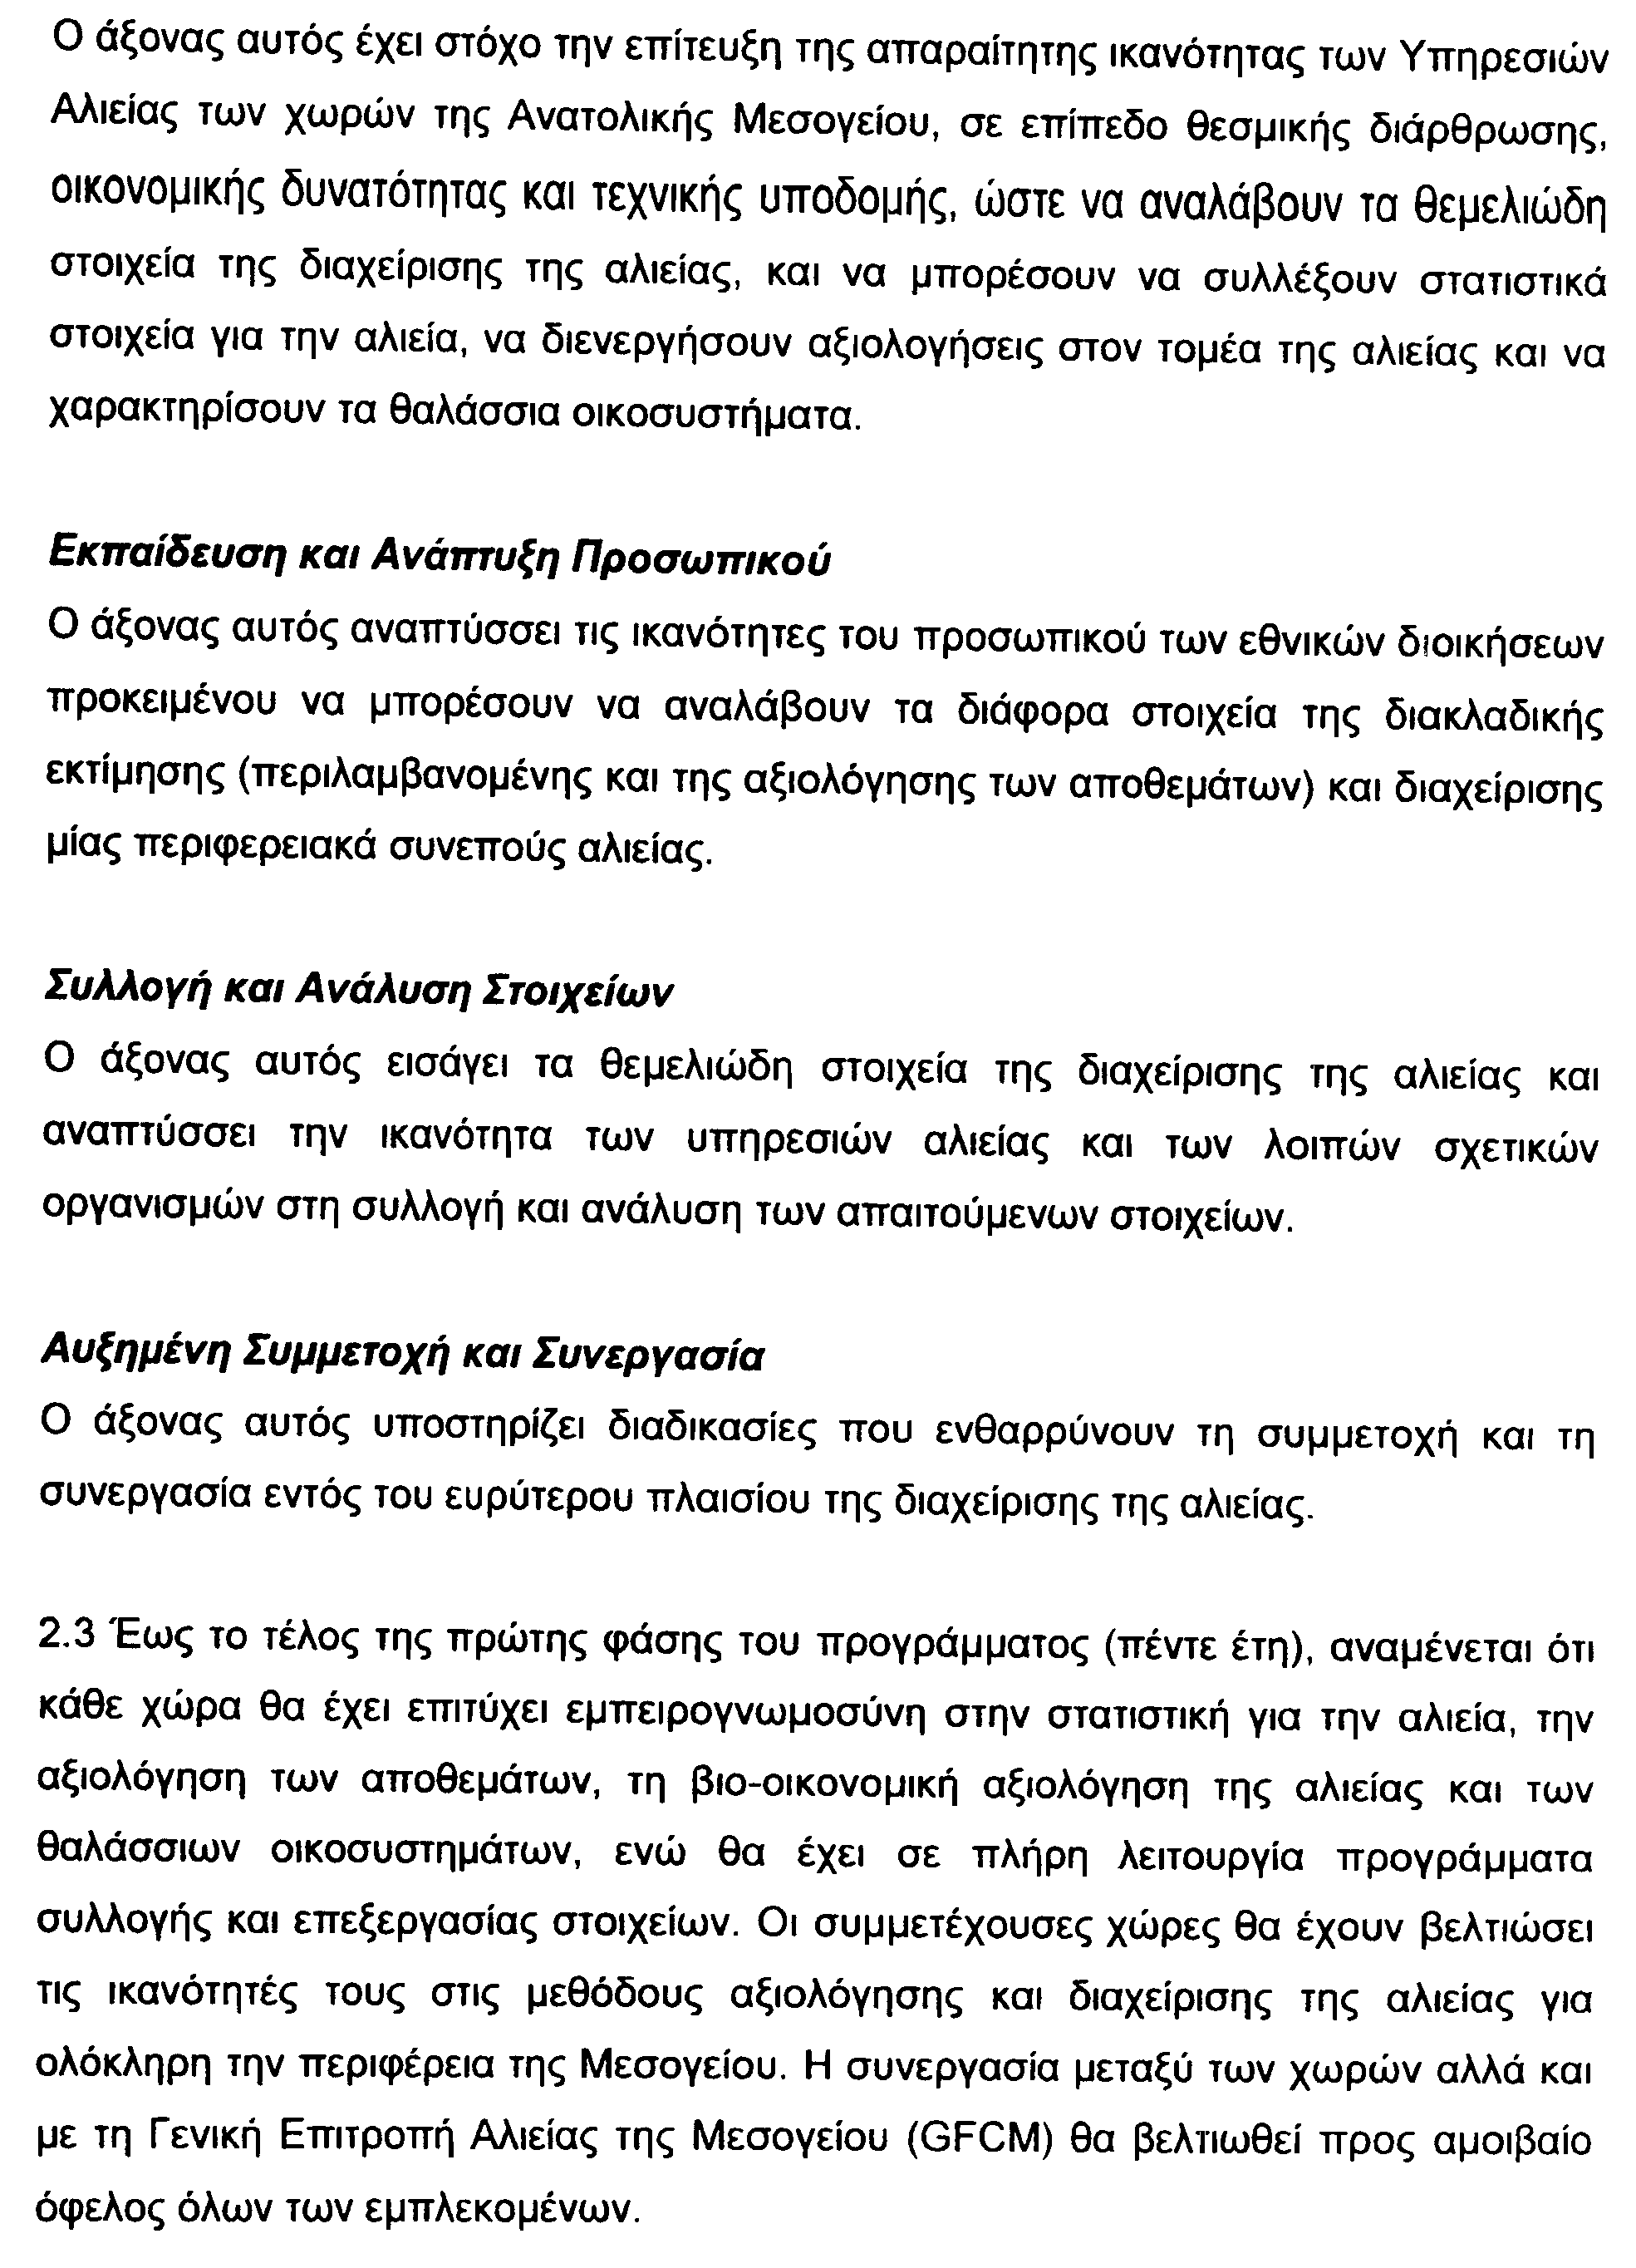 Ο άξονας αυτός έχει στόχο την επίτευξη της απαραίτητης ικανότητας των Υπηρεσιών
Αλιείας των χωρών της Ανατολικής Μεσογείου, σε επίπεδο θεσμικής διάρθρωσης,
οικονομικής δυνατότητας και τεχνικής υποδομής, ώστε να αναλάβουν τα θεμελιώδη
στοιχεία της διαχείρισης της αλιείας, και να μπορέσουν να συλλέξουν στατιστικά
στοιχεία για την αλιεία, να διενεργήσουν αξιολογήσεις στον τομέα της αλιείας και να
χαρακτηρίσουν τα θαλάσσια οικοσυστήματα.
Εκπαίδευση και Ανάπτυξη Προσωπικού
Ο άξονας αυτός αναπτύσσει τις ικανότητες του προσωπικού των εθνικών διοικήσεων
προκειμένου να μπορέσουν να αναλάβουν τα διάφορα στοιχεία της διακλαδικής
εκτίμησης (περιλαμβανομένης και της αξιολόγησης των αποθεμάτων) και διαχείρισης
μίας περιφερειακά συνεπούς αλιείας.
Συλλογή και Ανάλυση Στοιχείων
Ο άξονας αυτός εισάγει τα θεμελιώδη στοιχεία της διαχείρισης της αλιείας και
αναπτύσσει την ικανότητα των υπηρεσιών αλιείας και των λοιπών σχετικών
οργανισμών στη συλλογή και ανάλυση των απαιτούμενων στοιχείων.
Αυξημένη Συμμετοχή και Συνεργασία
Ο άξονας αυτός υποστηρίζει διαδικασίες που ενθαρρύνουν τη συμμετοχή και τη
συνεργασία εντός του ευρύτερου πλαισίου της διαχείρισης της αλιείας.
2.3 Έως το τέλος της πρώτης φάσης του προγράμματος (πέντε έτη), αναμένεται ότι
κάθε χώρα θα έχει επιτύχει εμπειρογνωμοσύνη στην στατιστική για την αλιεία, την
αξιολόγηση των αποθεμάτων, τη βιο-οικονομική αξιολόγηση της αλιείας και των
θαλάσσιων οικοσυστημάτων, ενώ θα έχει σε πλήρη λειτουργία προγράμματα
συλλογής και επεξεργασίας στοιχείων. Οι συμμετέχουσες χώρες θα έχουν βελτιώσει
τις ικανότητές τους στις μεθόδους αξιολόγησης και διαχείρισης της αλιείας για
ολόκληρη την περιφέρεια της Μεσογείου. Η συνεργασία μεταξύ των χωρών αλλά και
με τη Γενική Επιτροπή Αλιείας της Μεσογείου (GFCM) θα βελτιωθεί προς αμοιβαίο
όφελος όλων των εμπλεκομένων.